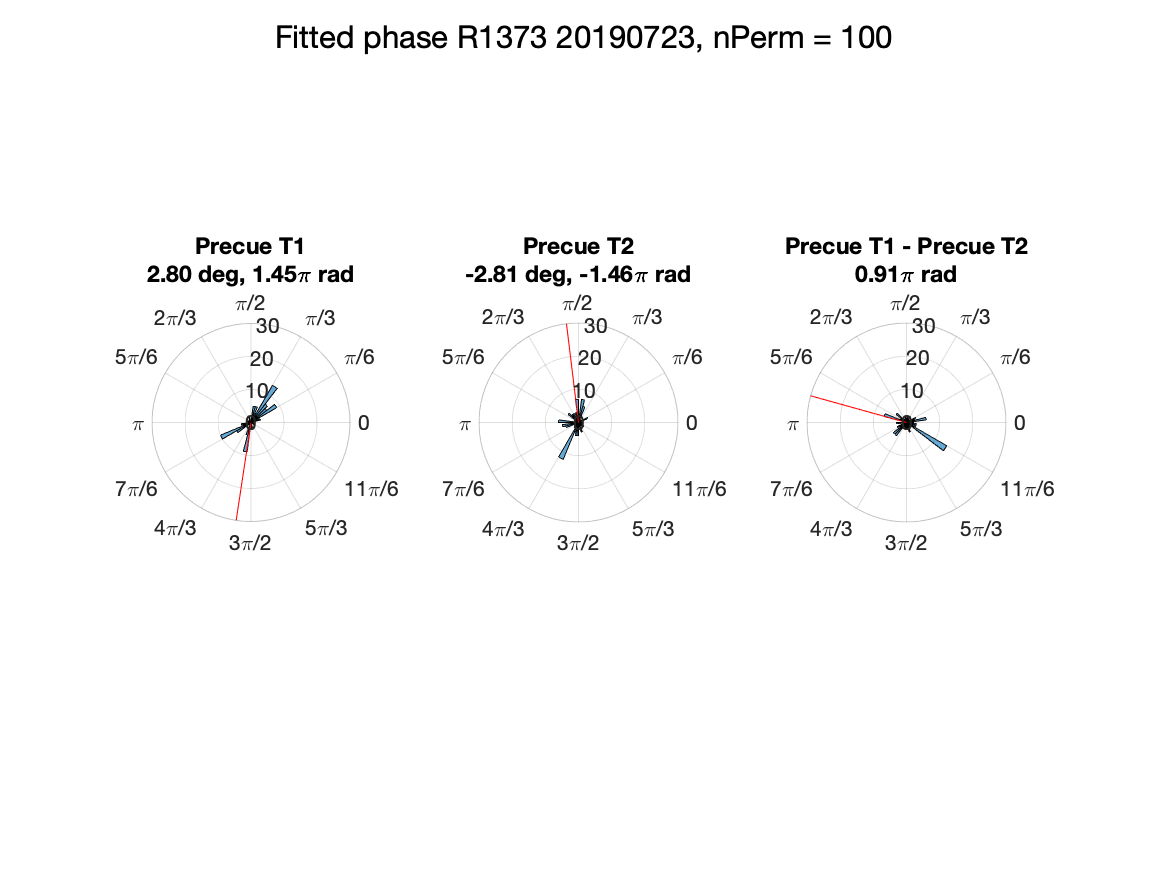 Fitted phase R1373 20190723, nPerm = 100
Precue T1
2.80 deg, 1.45π rad
π/2
2π/3
π/3
30
5π/6
20
π/6
10
π
0
7π/6
11π/6
4π/3
5π/3
3π/2
Precue T2
-2.81 deg, -1.46π rad
π/2
2π/3
π/3
30
5π/6
20
π/6
10
π
0
7π/6
11π/6
4π/3
5π/3
3π/2
Precue T1 - Precue T2
0.91π rad
π/2
2π/3
π/3
30
5π/6
20
π/6
10
π
0
7π/6
11π/6
4π/3
5π/3
3π/2